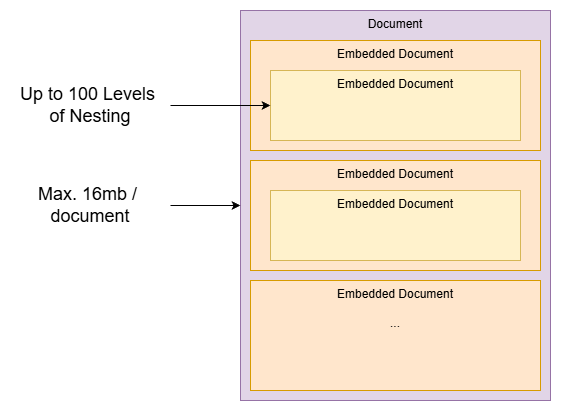 Document
Embedded Document
Embedded Document
Up to 100 Levels
of Nesting
Embedded Document
Max. 16mb /
document
Embedded Document
Embedded Document
...